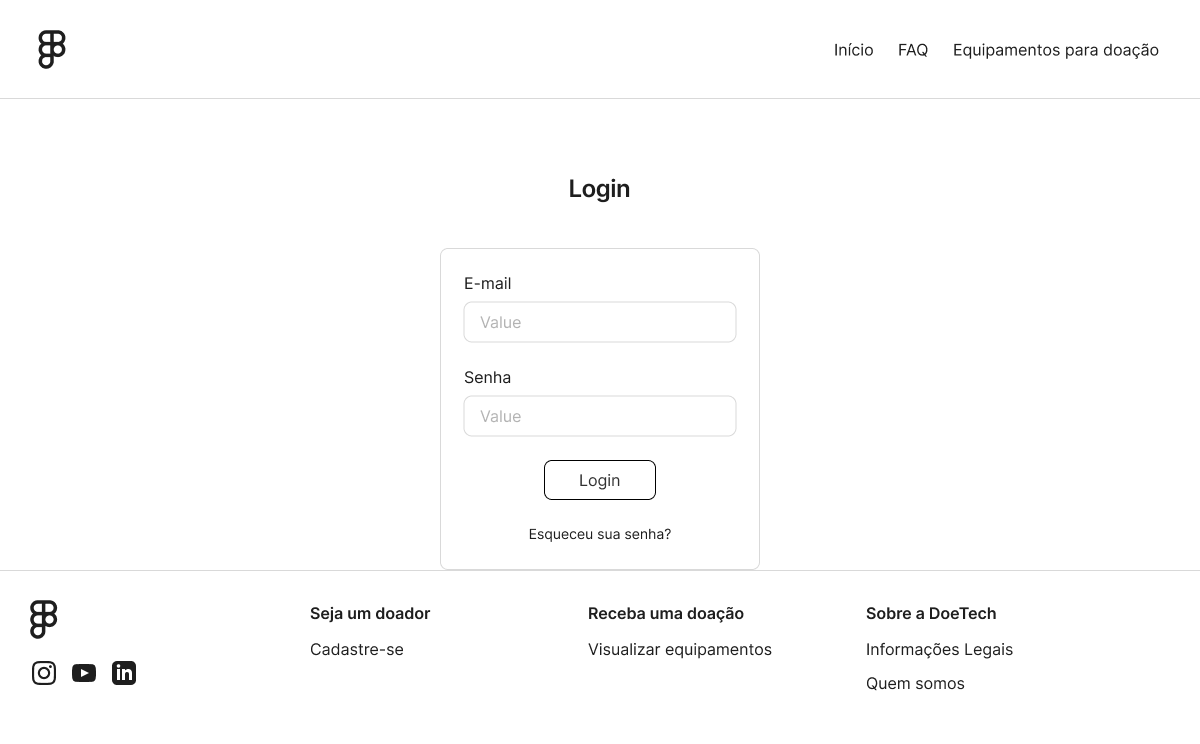 Início FAQ Equipamentos para doação
Login
E-mail
Value
Senha
Value
Login
Esqueceu sua senha?
Seja um doador
Cadastre-se
Receba uma doação
Visualizar equipamentos
Sobre a DoeTech
Informações Legais
Quem somos
in